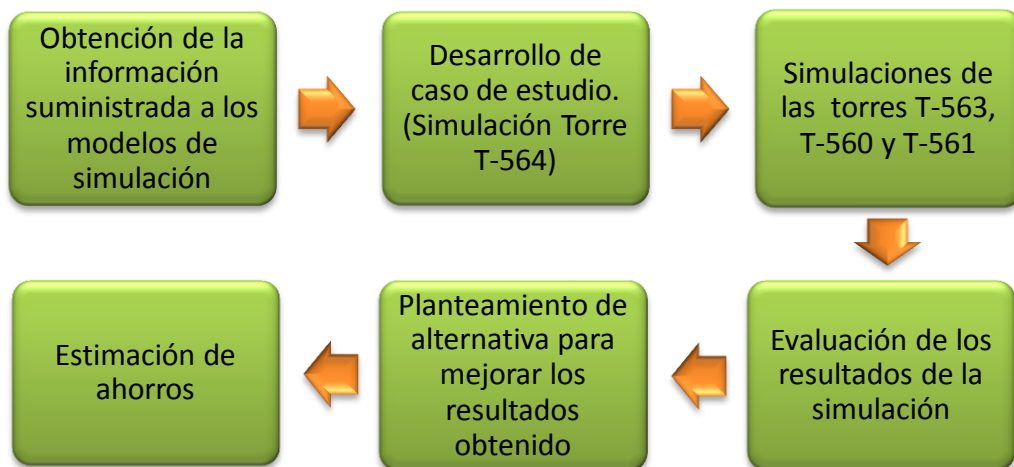 Obtención de la
información
suministrada a los
modelos de
simulación
Desarrollo de
caso de estudio.
(Simulación Torre
T-564)
Simulaciones de
las torres T-563,
T-560 y T-561
Evaluación de los
resultados de la
simulación
Planteamiento de
alternativa para
mejorar los
resultados
obtenido
Estimación de
ahorros